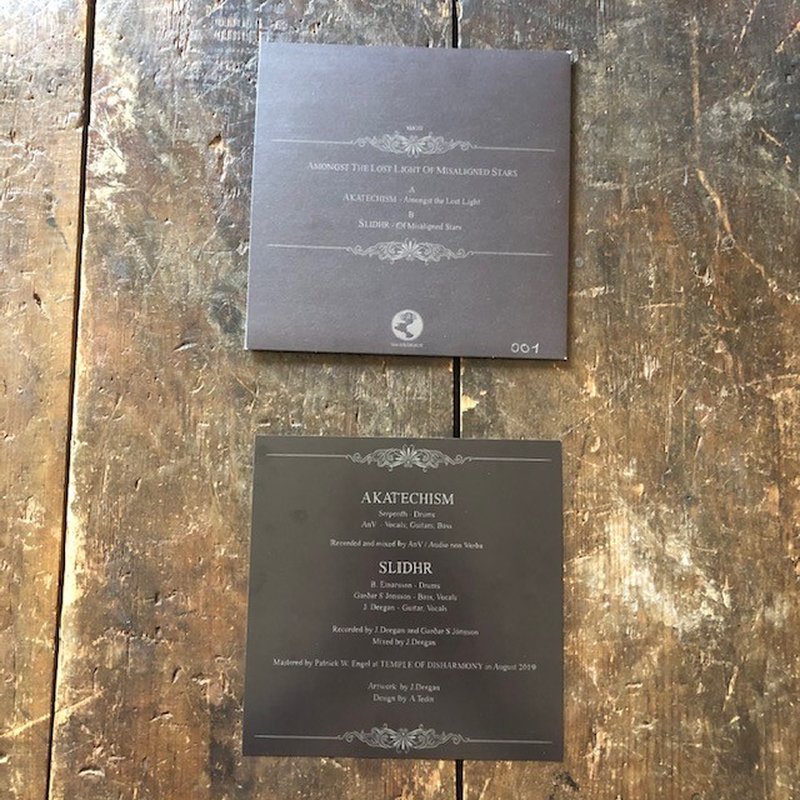 AMONGST THE LOST LIGHT OF MISALIGNED STARS
A
AKATECHISM - Amongst the Lost Light
B
SLIDHR - Of Misaligned Stars
001
AKATECHISM
Serpenth - Drums
AnV - Vocals, Guitars, Bass
Recorded and mixed by AnV / Audio non Verba
SLIDHR
B. Einarsson - Drums
Garðar S Jónsson - Bass, Vocals
J. Deegan - Guitar, Vocals
Recorded by J.Deegan and Garðar S Jónsson
Mixed by J.Deegan
Mastered by Patrick W. Engel at TEMPLE OF DISHARMONY in August 2019
Artwork by J.Deegan
Design by A.Tedin